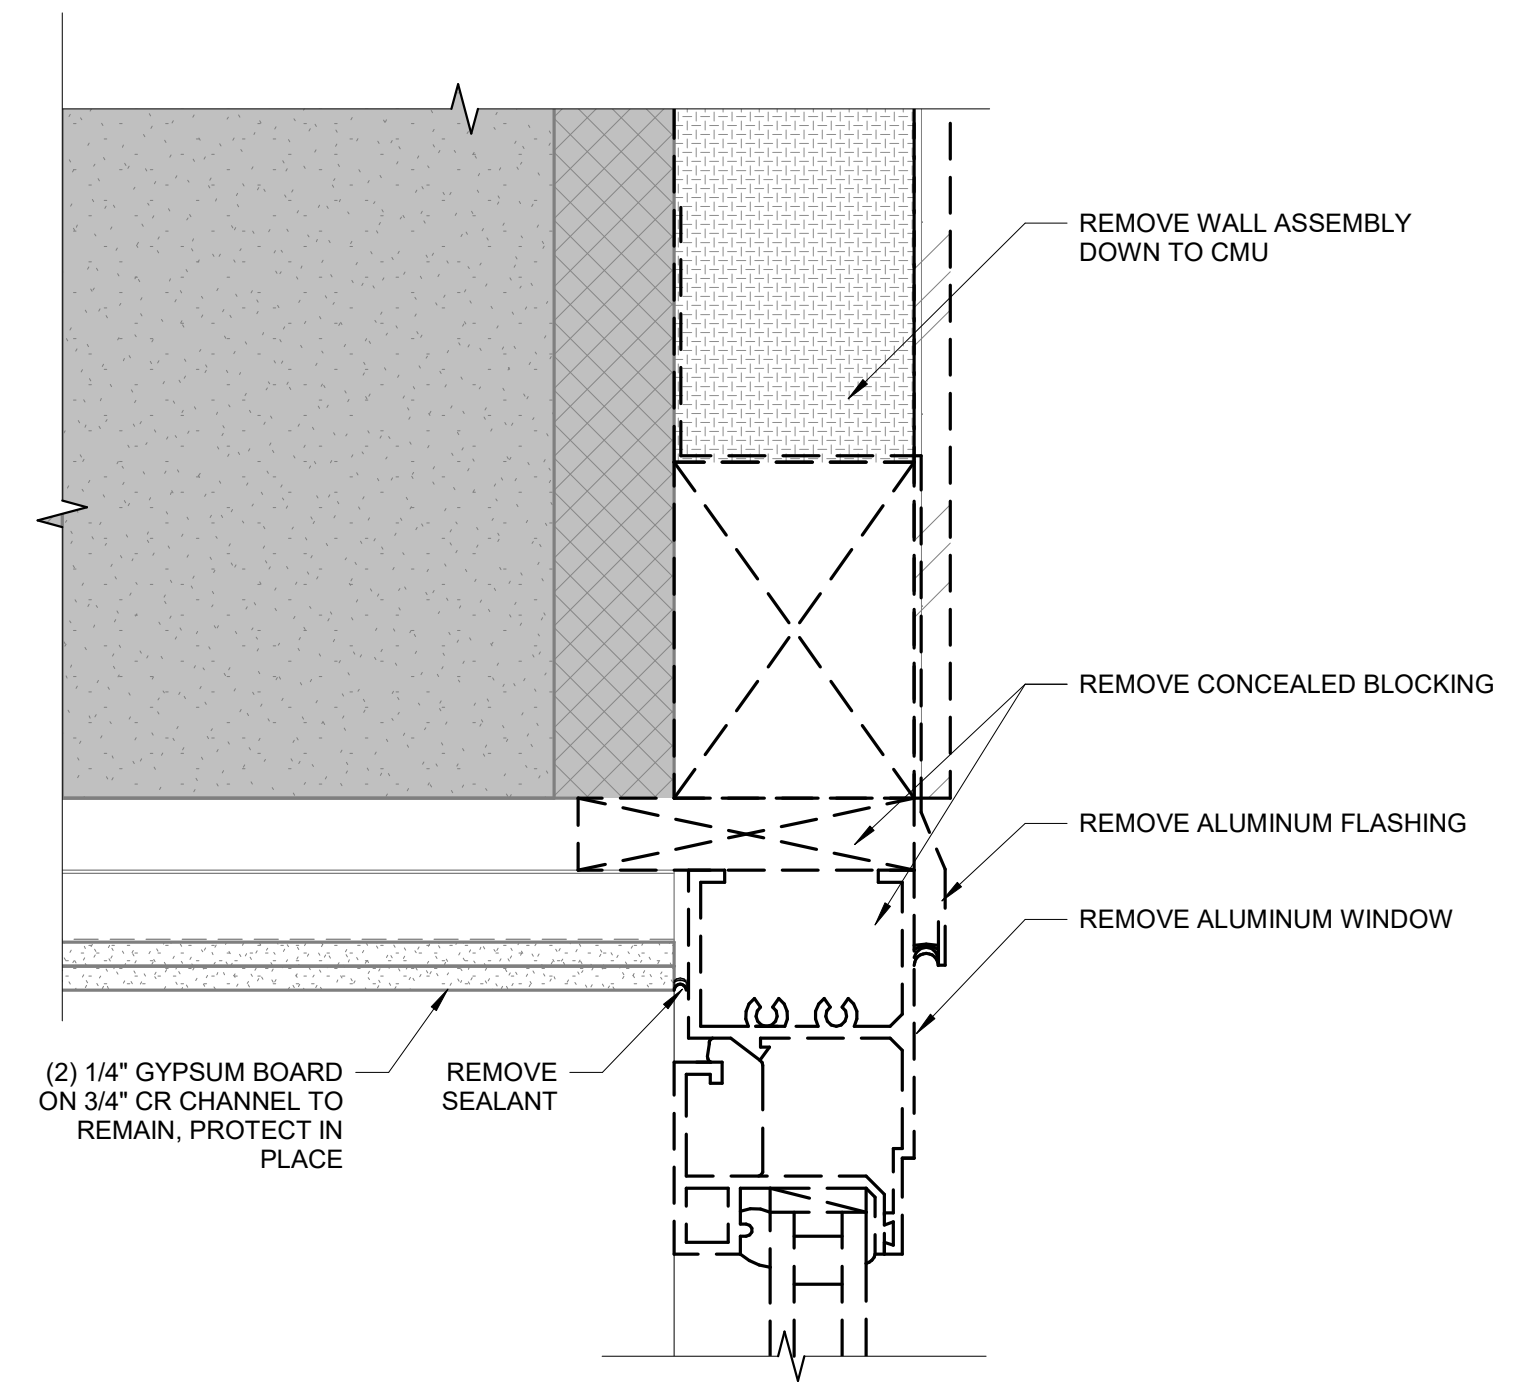 REMOVE WALL ASSEMBLY
DOWN TO CMU
REMOVE CONCEALED BLOCKING
REMOVE ALUMINUM FLASHING
REMOVE ALUMINUM WINDOW
(2) 1/4" GYPSUM BOARD
ON 3/4" CR CHANNEL TO
REMAIN, PROTECT IN
PLACE
REMOVE
SEALANT